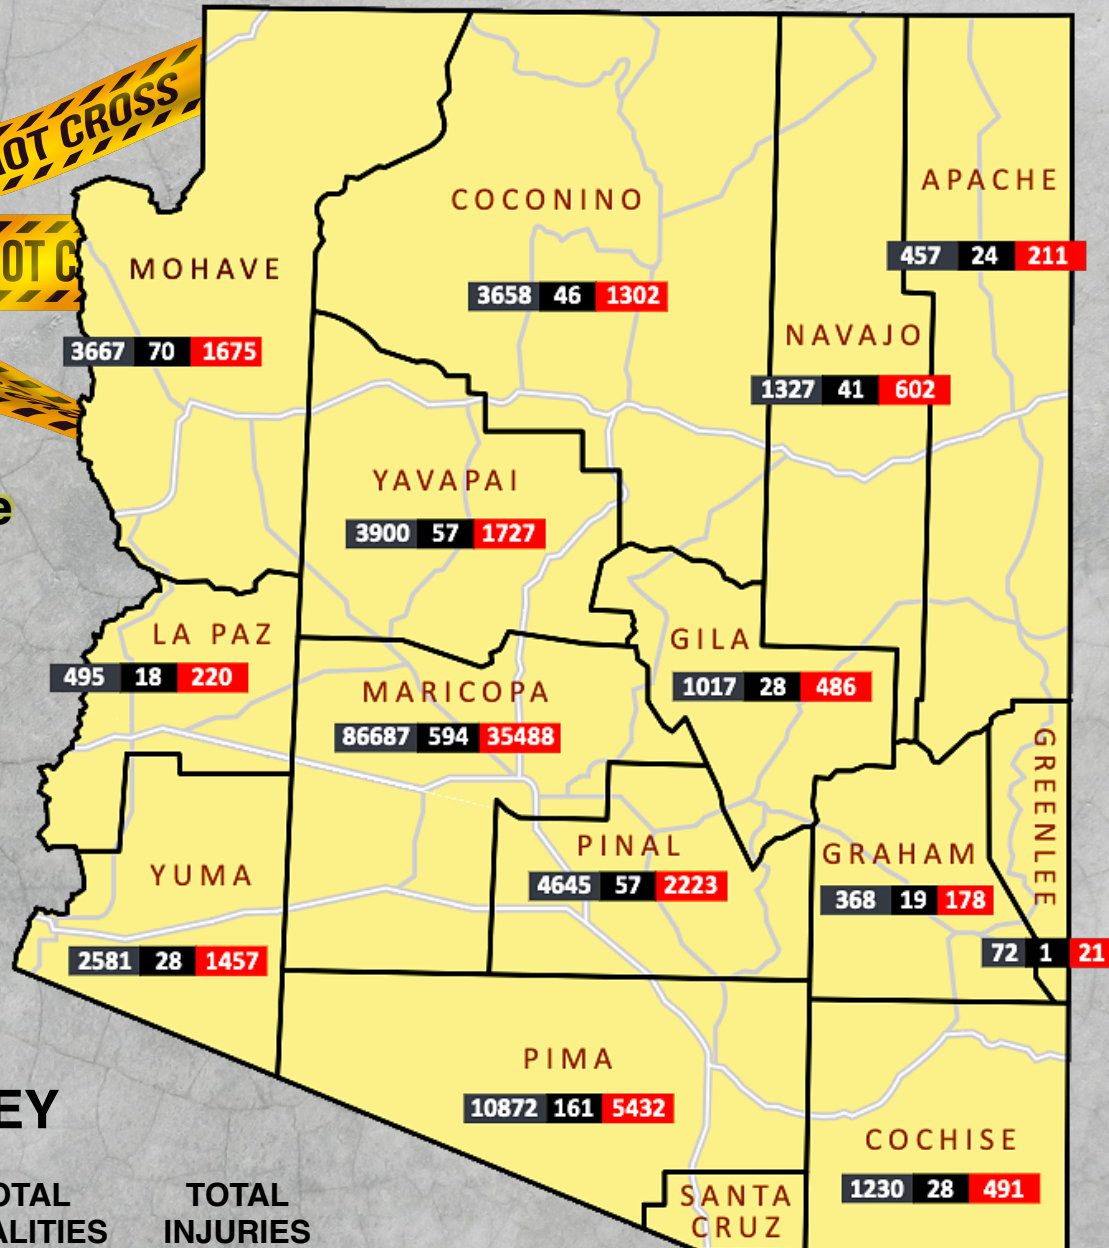 OT CROSS
OT C
APACHE
457 24 211
COCONINO
3658 46 1302
MOHAVE
3667 70 1675
NAVAJO
1327 41 602
YAVAPAI
3900 57 1727
e
LA PAZ
495 18 220
GILA
1017 28 486
MARICOPA
86687 594 35488
GREENLEE
72 1 21
PINAL
4645 57 2223
GRAHAM
368 19 178
YUMA
2581 28 1457
PIMA
10872 161 5432
EY
COCHISE
1230 28 491
SANTA
CRUZ
OTAL TOTAL
ALITIES INJURIES